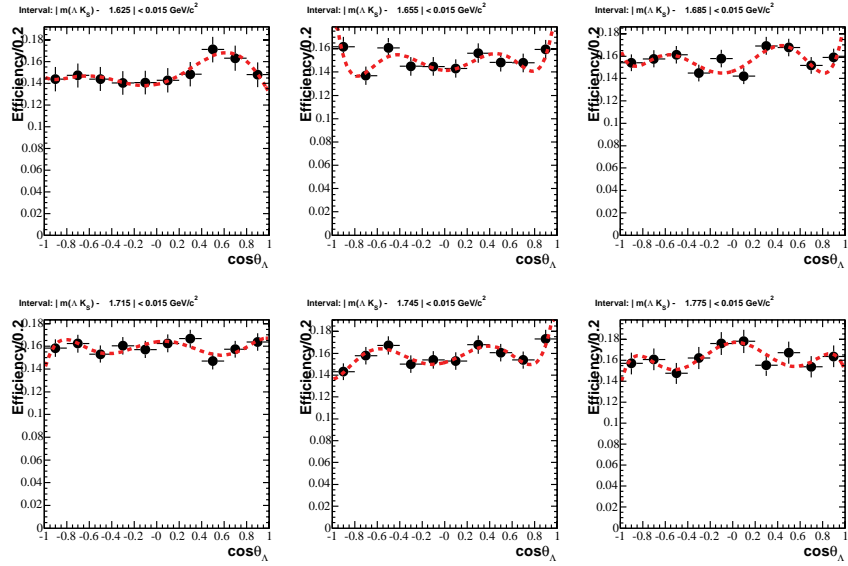 Interval: | m(Λ K_S) - 1.625 | < 0.015 GeV/c²
Efficiency/0.2
0.18
0.16
0.14
0.12
0.1
0.08
0.06
0.04
0.02
0
-1 -0.8 -0.6 -0.4 -0.2 -0 0.2 0.4 0.6 0.8 1
cosθ_Λ
Interval: | m(Λ K_S) - 1.655 | < 0.015 GeV/c²
Efficiency/0.2
0.16
0.14
0.12
0.1
0.08
0.06
0.04
0.02
0
-1 -0.8 -0.6 -0.4 -0.2 -0 0.2 0.4 0.6 0.8 1
cosθ_Λ
Interval: | m(Λ K_S) - 1.685 | < 0.015 GeV/c²
Efficiency/0.2
0.18
0.16
0.14
0.12
0.1
0.08
0.06
0.04
0.02
0
-1 -0.8 -0.6 -0.4 -0.2 -0 0.2 0.4 0.6 0.8 1
cosθ_Λ
Interval: | m(Λ K_S) - 1.715 | < 0.015 GeV/c²
Efficiency/0.2
0.18
0.16
0.14
0.12
0.1
0.08
0.06
0.04
0.02
0
-1 -0.8 -0.6 -0.4 -0.2 -0 0.2 0.4 0.6 0.8 1
cosθ_Λ
Interval: | m(Λ K_S) - 1.745 | < 0.015 GeV/c²
Efficiency/0.2
0.18
0.16
0.14
0.12
0.1
0.08
0.06
0.04
0.02
0
-1 -0.8 -0.6 -0.4 -0.2 -0 0.2 0.4 0.6 0.8 1
cosθ_Λ
Interval: | m(Λ K_S) - 1.775 | < 0.015 GeV/c²
Efficiency/0.2
0.18
0.16
0.14
0.12
0.1
0.08
0.06
0.04
0.02
0
-1 -0.8 -0.6 -0.4 -0.2 -0 0.2 0.4 0.6 0.8 1
cosθ_Λ